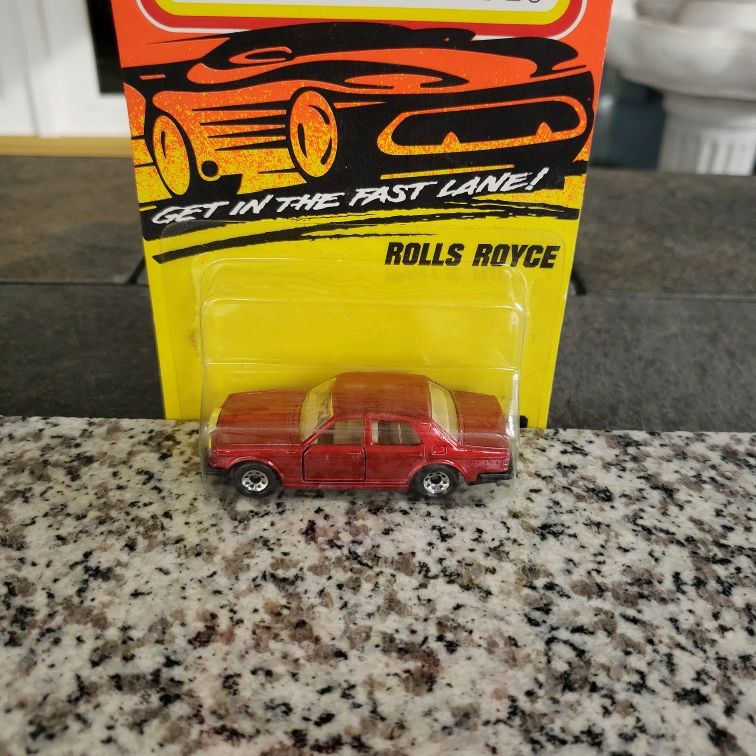 GET IN THE FAST LANE!
ROLLS ROYCE